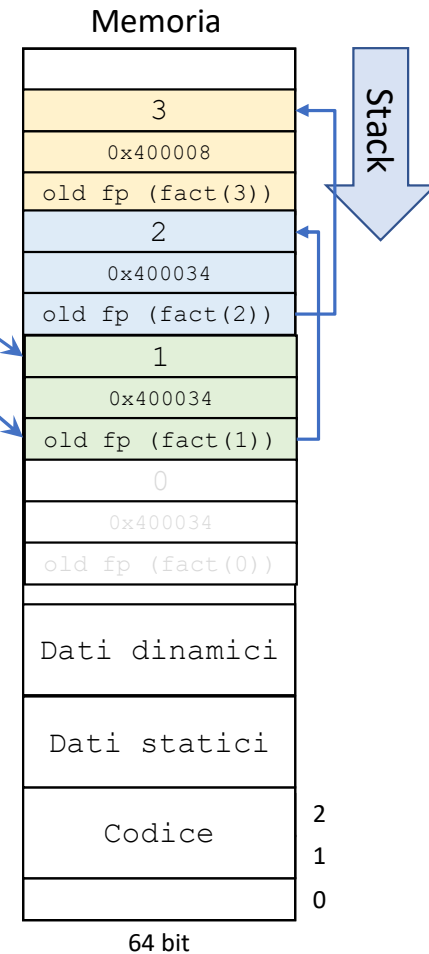 Memoria
Stack
3
0x400008
old fp (fact(3))
2
0x400034
old fp (fact(2))
1
0x400034
old fp (fact(1))
0
0x400034
old fp (fact(0))
Dati dinamici
Dati statici
Codice
2
1
0
64 bit